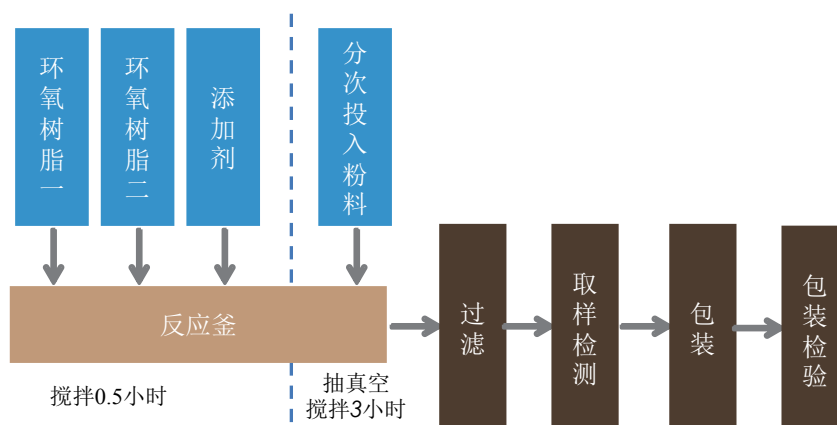 环氧树脂一
环氧树脂二
添加剂
分次投入粉料
反应釜
过滤
取样检测
包装
包装检验
搅拌0.5小时
抽真空
搅拌3小时